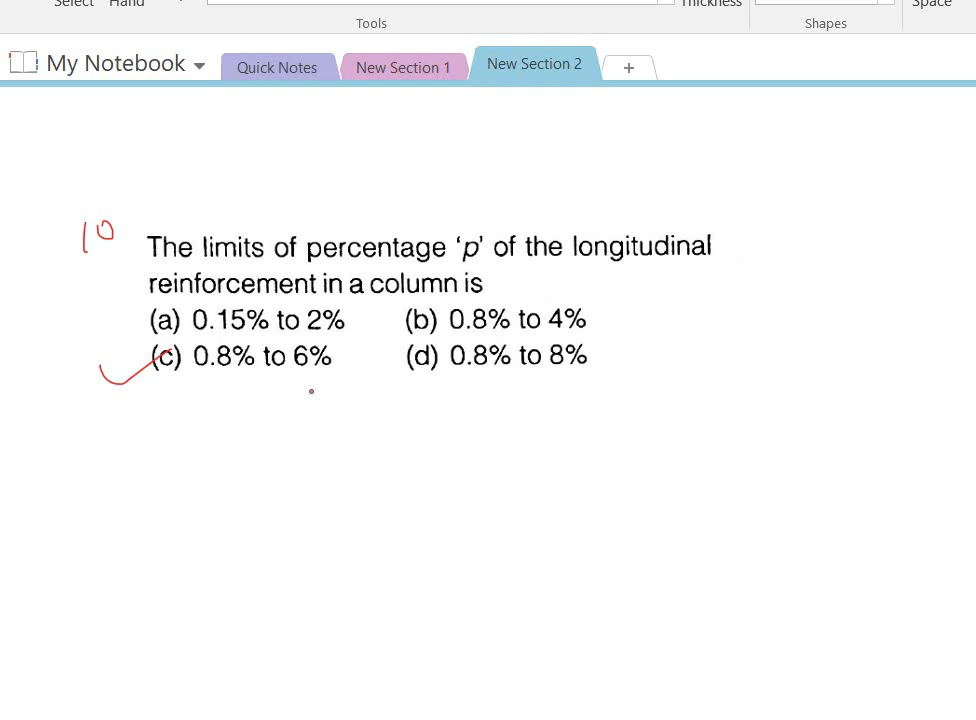 Select Hand
Thickness
Space
Tools
Shapes
My Notebook
Quick Notes
New Section 1
New Section 2
+
10
The limits of percentage ‘p’ of the longitudinal
reinforcement in a column is
(a) 0.15% to 2% (b) 0.8% to 4%
(c) 0.8% to 6% (d) 0.8% to 8%